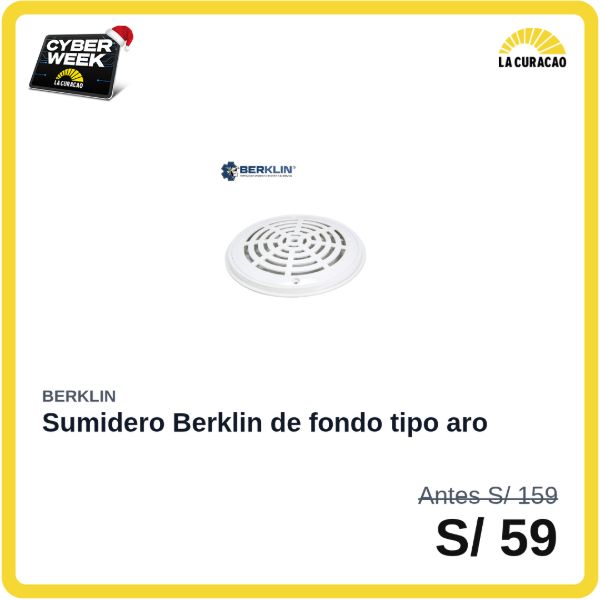 CYBER
WEEK
LA CURACAO
LA CURACAO
BERKLIN®
BERKLIN
Sumidero Berklin de fondo tipo aro
Antes S/ 159
S/ 59